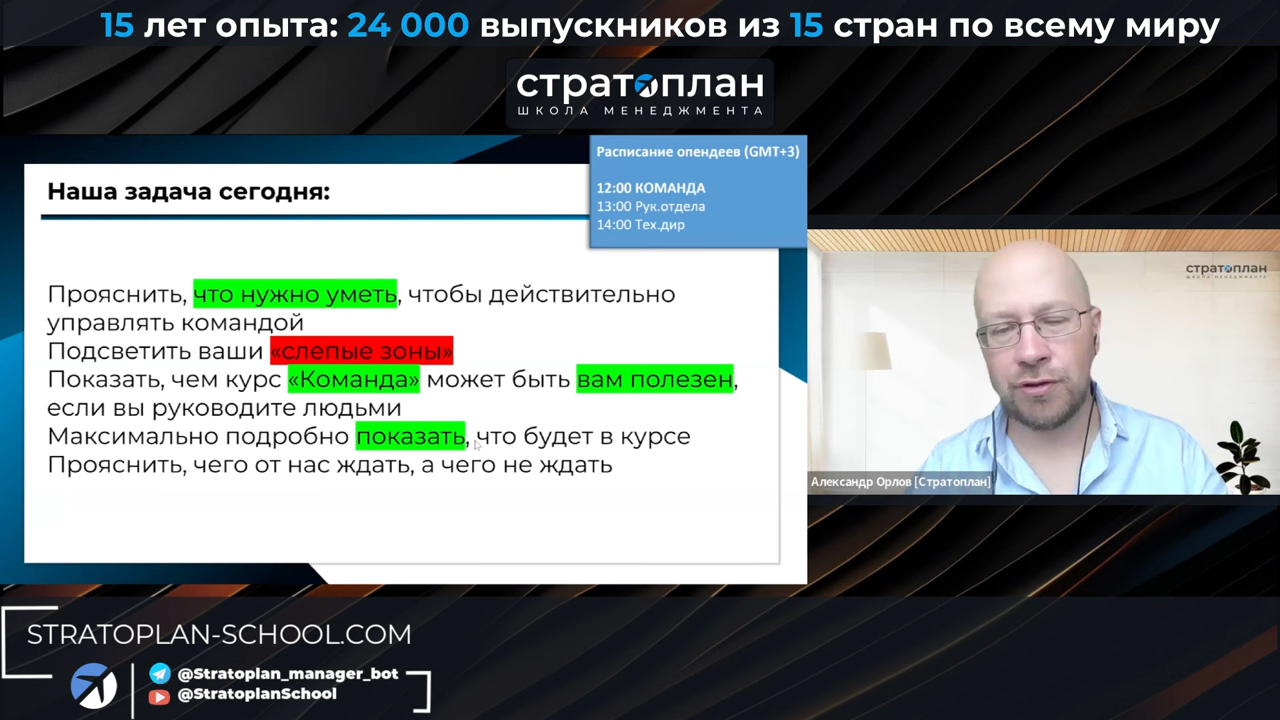 15 лет опыта: 24 000 выпускников из 15 стран по всему миру
стратоплан
ШКОЛА МЕНЕДЖМЕНТА
Расписание опендеев (GMT+3)
12:00 КОМАНДА
13:00 Рук.отдела
14:00 Тех.дир
Наша задача сегодня:
Прояснить, что нужно уметь, чтобы действительно
управлять командой
Подсветить ваши «слепые зоны»
Показать, чем курс «Команда» может быть вам полезен,
если вы руководите людьми
Максимально подробно показать, что будет в курсе
Прояснить, чего от нас ждать, а чего не ждать
стратоплан
ШКОЛА МЕНЕДЖМЕНТА
Александр Орлов [Стратоплан]
STRATOPLAN-SCHOOL.COM
@Stratoplan_manager_bot
@StratoplanSchool